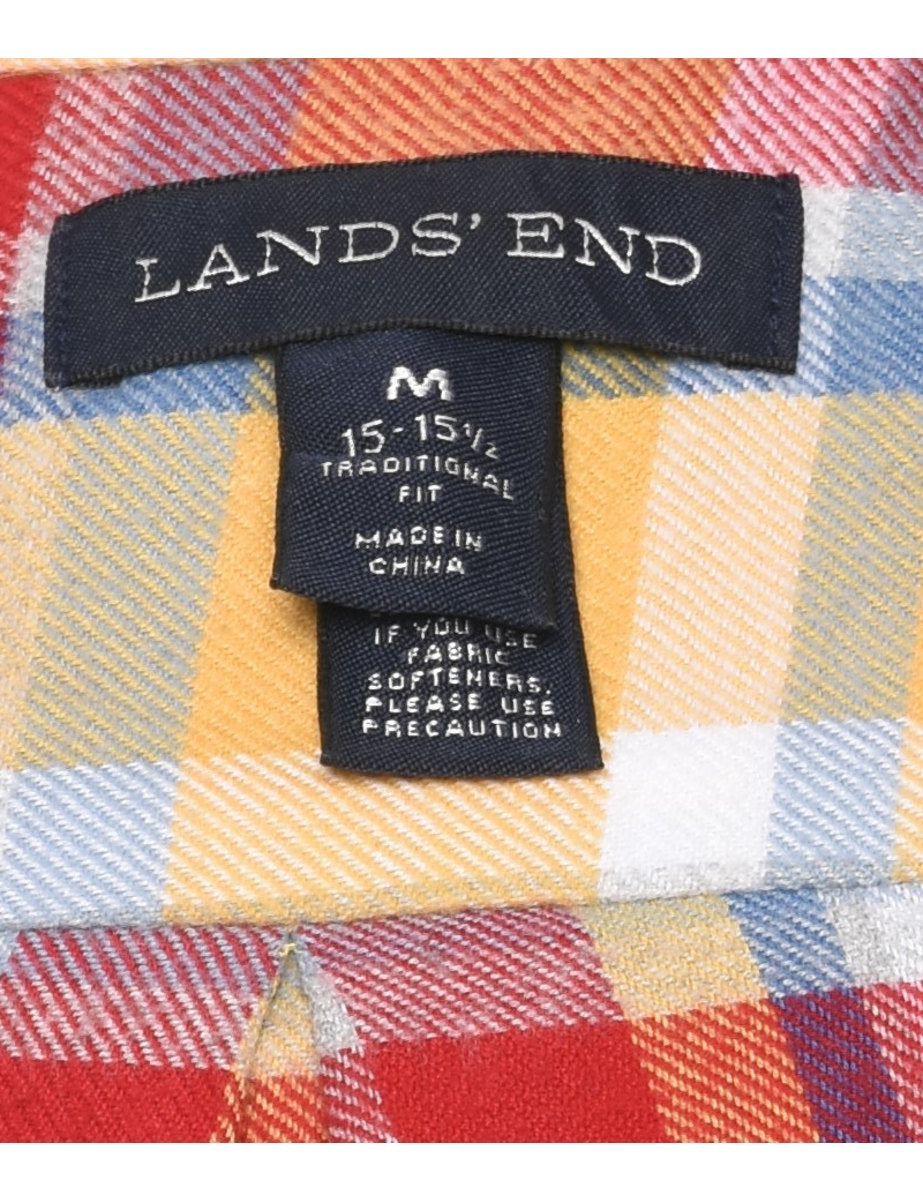 LANDS' END
M
15-15½
TRADITIONAL
FIT
MADE IN
CHINA
IF YOU USE
FABRIC
SOFTENERS,
PLEASE USE
PRECAUTION